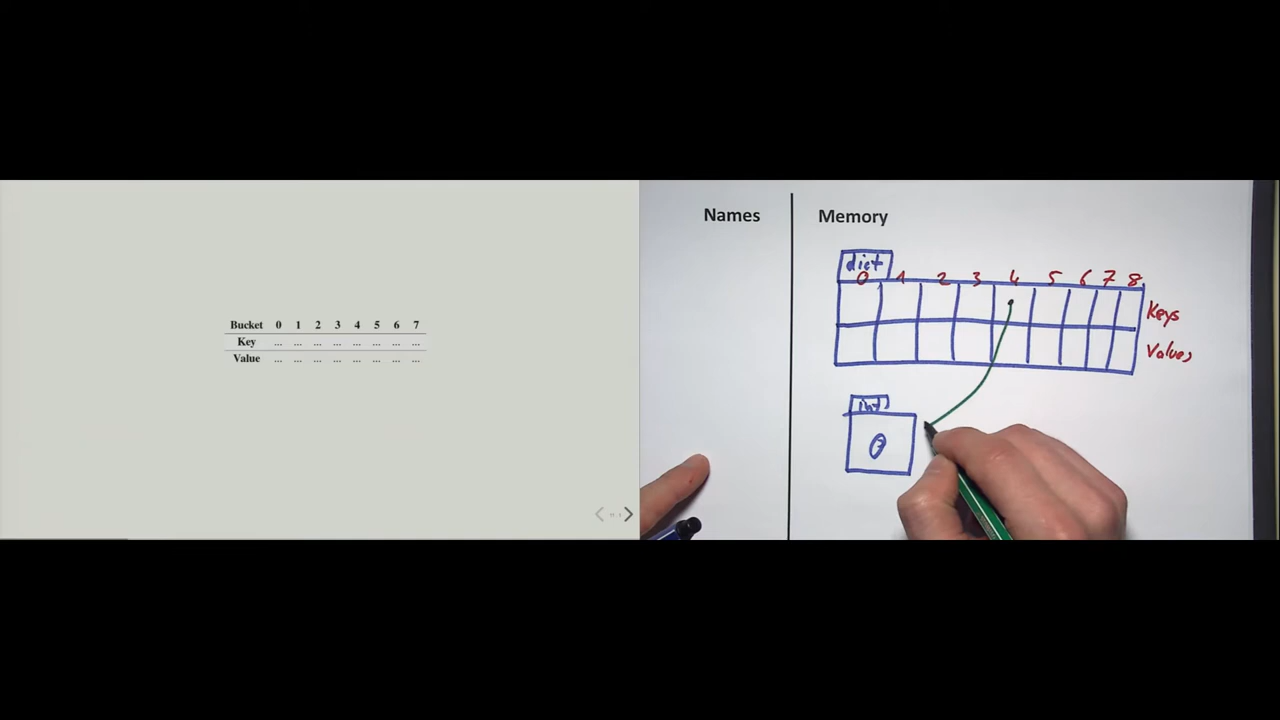 Bucket 0 1 2 3 4 5 6 7
Key ... ... ... ... ... ... ... ...
Value ... ... ... ... ... ... ... ...
Names
Memory
dict
0 1 2 3 4 5 6 7 8
Keys
Values
int
0